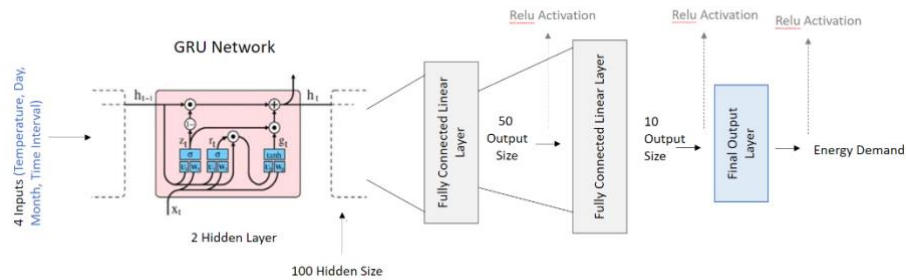 Relu Activation
Relu Activation
Relu Activation
GRU Network
4 Inputs (Temperature, Day,
Month, Time Interval)
h t-1
h t
1-
z t
r t
g t
σ
σ
tanh
x t
2 Hidden Layer
100 Hidden Size
Fully Connected Linear
Layer
50
Output
Size
Fully Connected Linear Layer
10
Output
Size
Final Output
Layer
Energy Demand